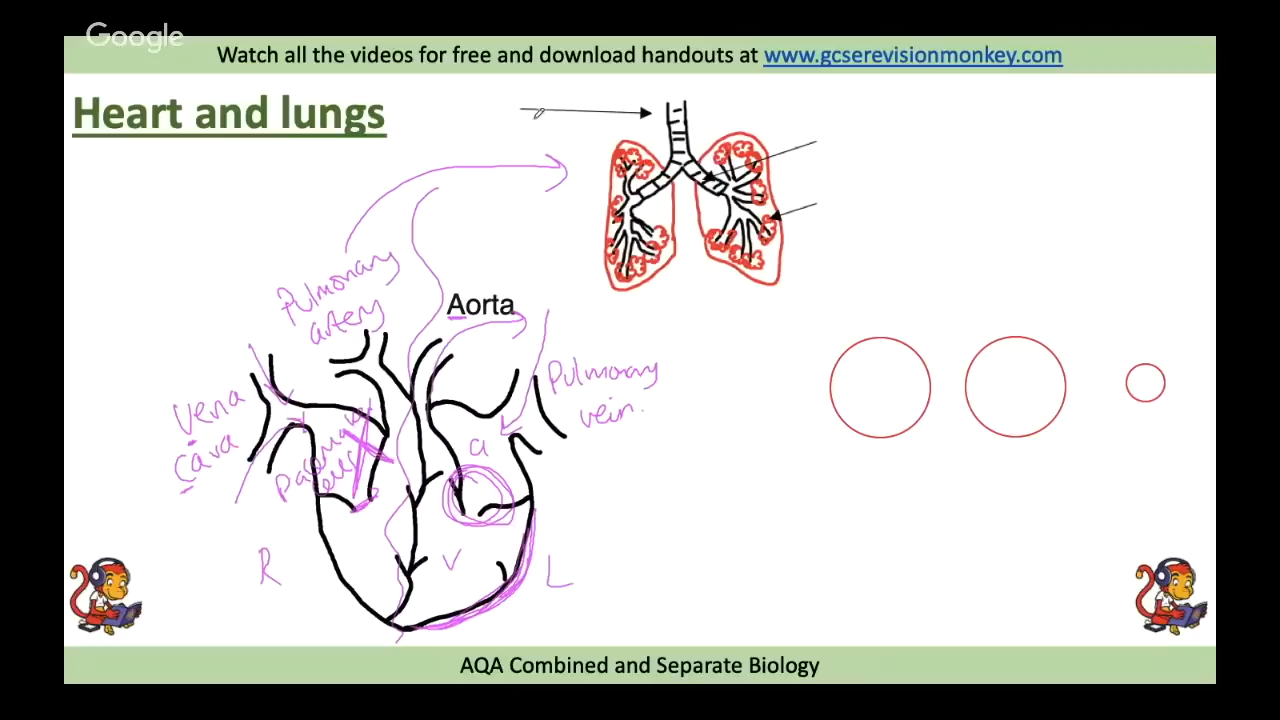 Google
Watch all the videos for free and download handouts at www.gcserevisionmonkey.com
Heart and lungs
Pulmonary
artery
Aorta
Pulmonary
vein.
Vena
cava
a
R
V
L
AQA Combined and Separate Biology